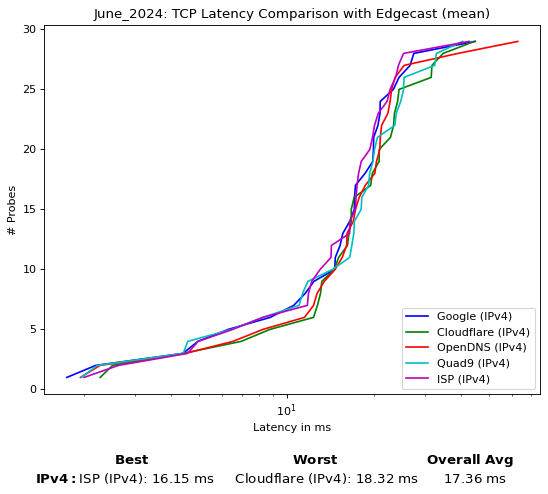 June_2024: TCP Latency Comparison with Edgecast (mean)
30
25
20
15
10
5
0
# Probes
Google (IPv4)
Cloudflare (IPv4)
OpenDNS (IPv4)
Quad9 (IPv4)
ISP (IPv4)
10¹
Latency in ms
Best Worst Overall Avg
IPv4: ISP (IPv4): 16.15 ms Cloudflare (IPv4): 18.32 ms 17.36 ms